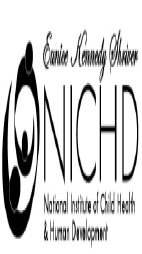 Eunice Kennedy Shriver
NICHD
National Institute of Child Health
& Human Development